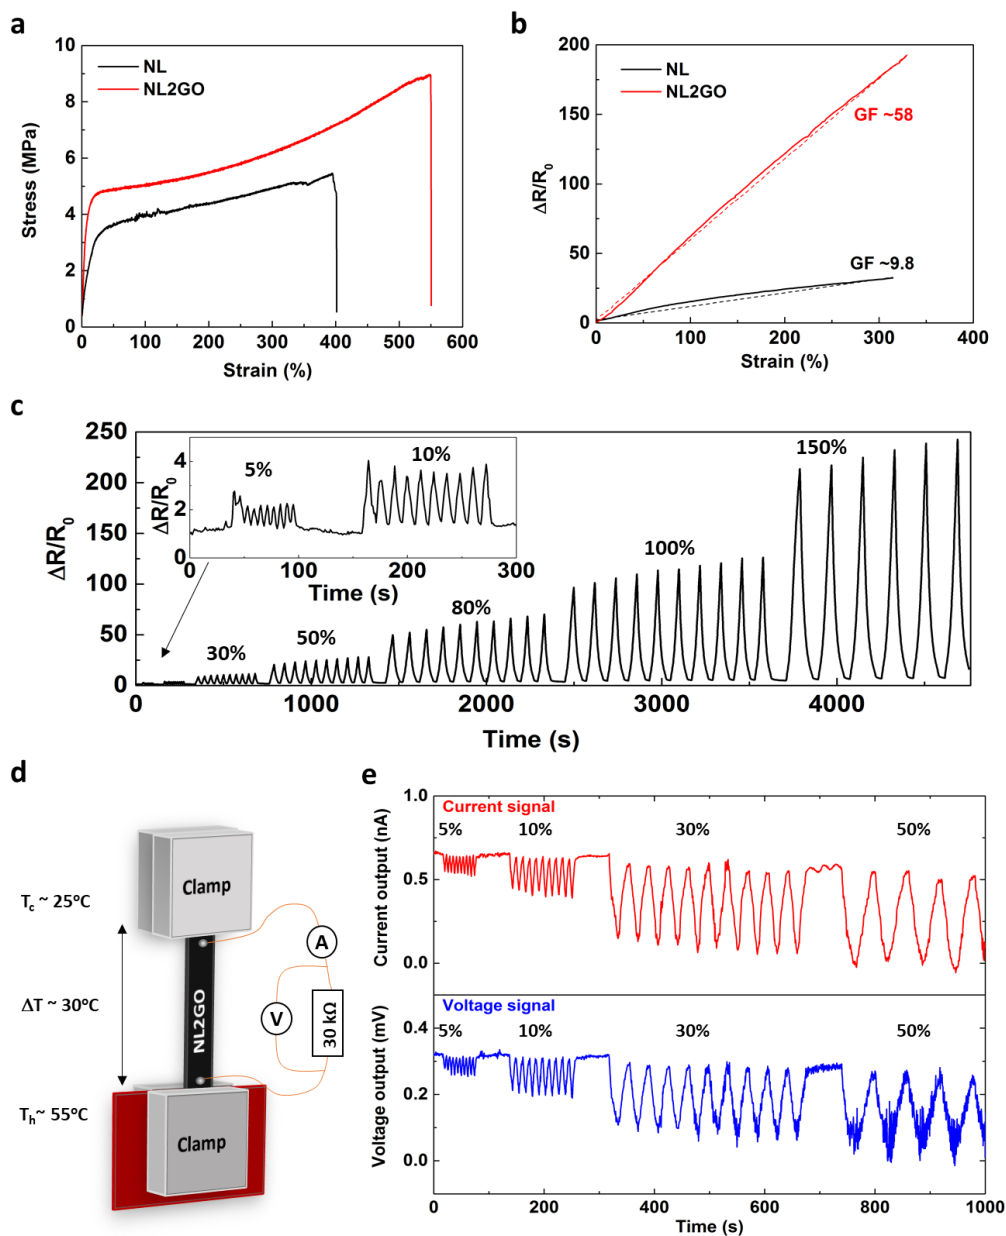 a
10
8
6
4
2
0
Stress (MPa)
NL
NL2GO
0 100 200 300 400 500 600
Strain (%)
b
200
150
100
50
0
ΔR/R0
NL
NL2GO
GF ~58
GF ~9.8
0 100 200 300 400
Strain (%)
c
250
200
150
100
50
0
ΔR/R0
4
2
0
ΔR/R0
5%
10%
0 100 200 300
Time (s)
30%
50%
80%
100%
150%
0 1000 2000 3000 4000
Time (s)
d
Clamp
Tc ~ 25°C
ΔT ~ 30°C
Th~ 55°C
NL2GO
A
V
30 kΩ
Clamp
e
1.0
0.5
0.0
Current output (nA)
Current signal
5% 10% 30% 50%
0.4
0.2
0.0
Voltage output (mV)
Voltage signal
5% 10% 30% 50%
0 200 400 600 800 1000
Time (s)